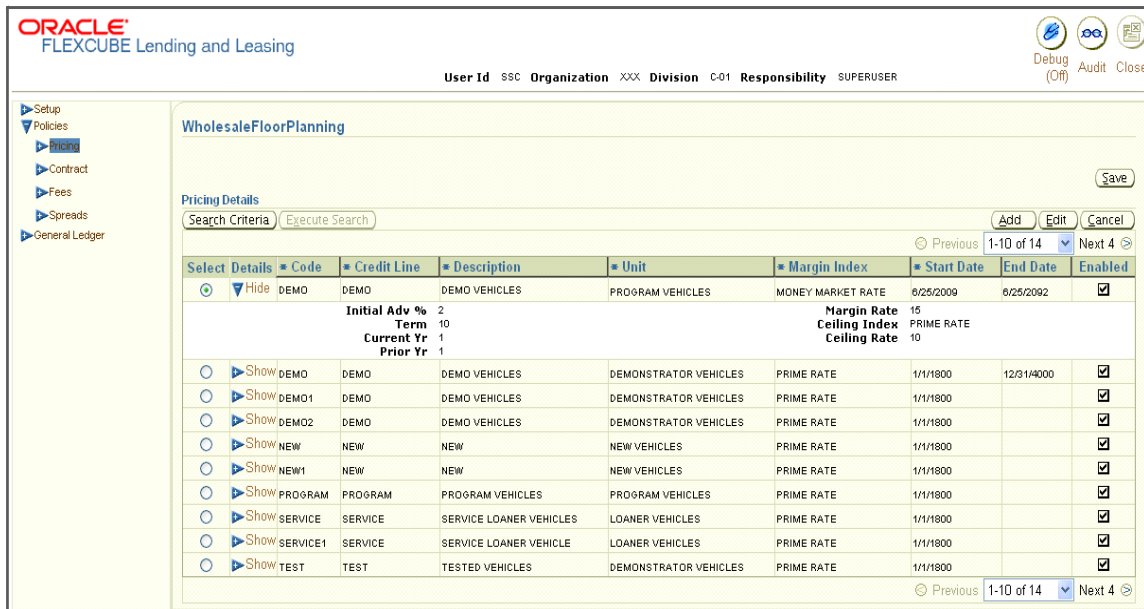 ORACLE
FLEXCUBE Lending and Leasing
Debug (Off)
Audit
Close
User Id SSC Organization XXX Division C-01 Responsibility SUPERUSER
Setup
Policies
Pricing
Contract
Fees
Spreads
General Ledger
WholesaleFloorPlanning
Save
Pricing Details
Search Criteria Execute Search Add Edit Cancel
Previous 1-10 of 14 Next 4
Select Details * Code * Credit Line * Description * Unit * Margin Index * Start Date End Date Enabled
Hide DEMO DEMO DEMO VEHICLES PROGRAM VEHICLES MONEY MARKET RATE 6/25/2009 6/25/2092
Initial Adv % 2 Margin Rate 15
Term 10 Ceiling Index PRIME RATE
Current Yr 1 Ceiling Rate 10
Prior Yr 1
Show DEMO DEMO DEMO VEHICLES DEMONSTRATOR VEHICLES PRIME RATE 1/1/1800 12/31/4000
Show DEMO1 DEMO DEMO VEHICLES DEMONSTRATOR VEHICLES PRIME RATE 1/1/1800
Show DEMO2 DEMO DEMO VEHICLES DEMONSTRATOR VEHICLES PRIME RATE 1/1/1800
Show NEW NEW NEW NEW VEHICLES PRIME RATE 1/1/1800
Show NEW1 NEW NEW NEW VEHICLES PRIME RATE 1/1/1800
Show PROGRAM PROGRAM PROGRAM VEHICLES PROGRAM VEHICLES PRIME RATE 1/1/1800
Show SERVICE SERVICE SERVICE LOANER VEHICLES LOANER VEHICLES PRIME RATE 1/1/1800
Show SERVICE1 SERVICE SERVICE LOANER VEHICLE LOANER VEHICLES PRIME RATE 1/1/1800
Show TEST TEST TESTED VEHICLES DEMONSTRATOR VEHICLES PRIME RATE 1/1/1800
Previous 1-10 of 14 Next 4